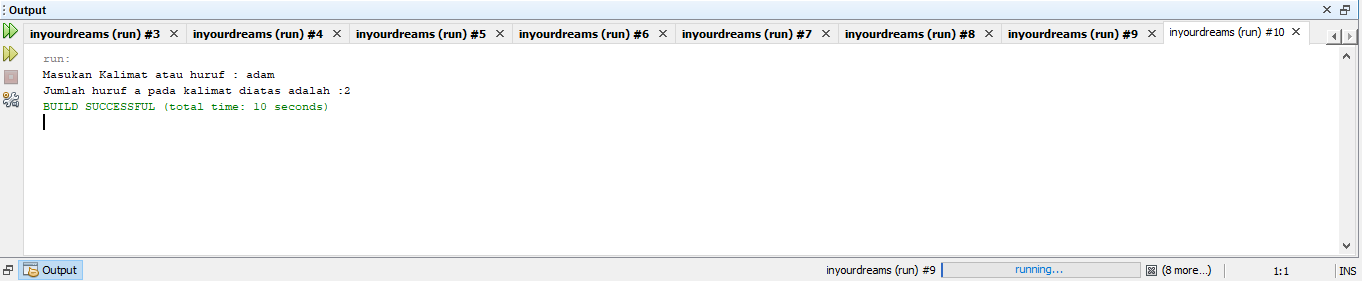 Output
inyourdreams (run) #3 inyourdreams (run) #4 inyourdreams (run) #5 inyourdreams (run) #6 inyourdreams (run) #7 inyourdreams (run) #8 inyourdreams (run) #9 inyourdreams (run) #10
run:
Masukan Kalimat atau huruf : adam
Jumlah huruf a pada kalimat diatas adalah :2
BUILD SUCCESSFUL (total time: 10 seconds)
Output inyourdreams (run) #9 running... (8 more...) 1:1 INS